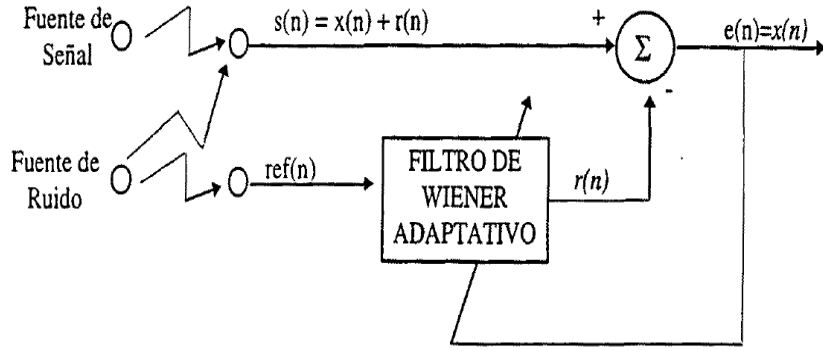 Fuente de
Señal
s(n) = x(n) + r(n)
+
Σ
e(n)=x(n)
-
Fuente de
Ruido
ref(n)
FILTRO DE
WIENER
ADAPTATIVO
r(n)